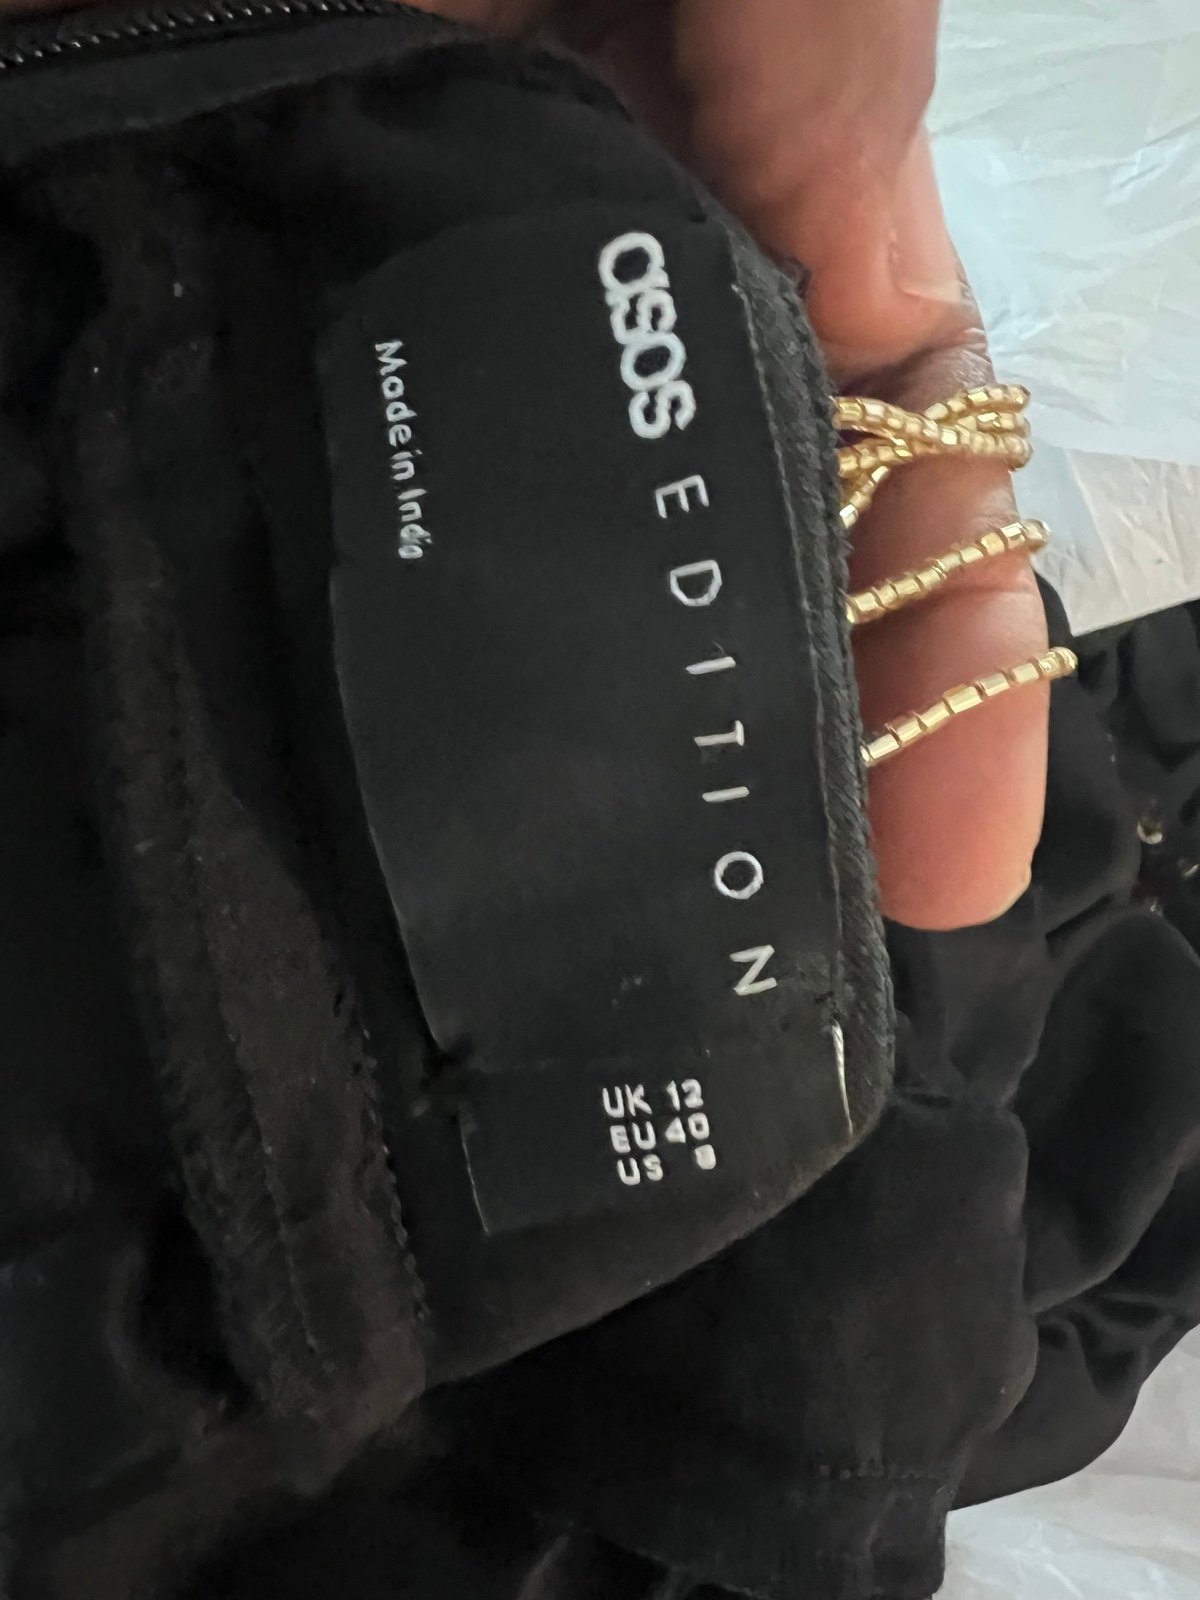 asos EDITION
Made in India
UK 12
EU 40
US 8